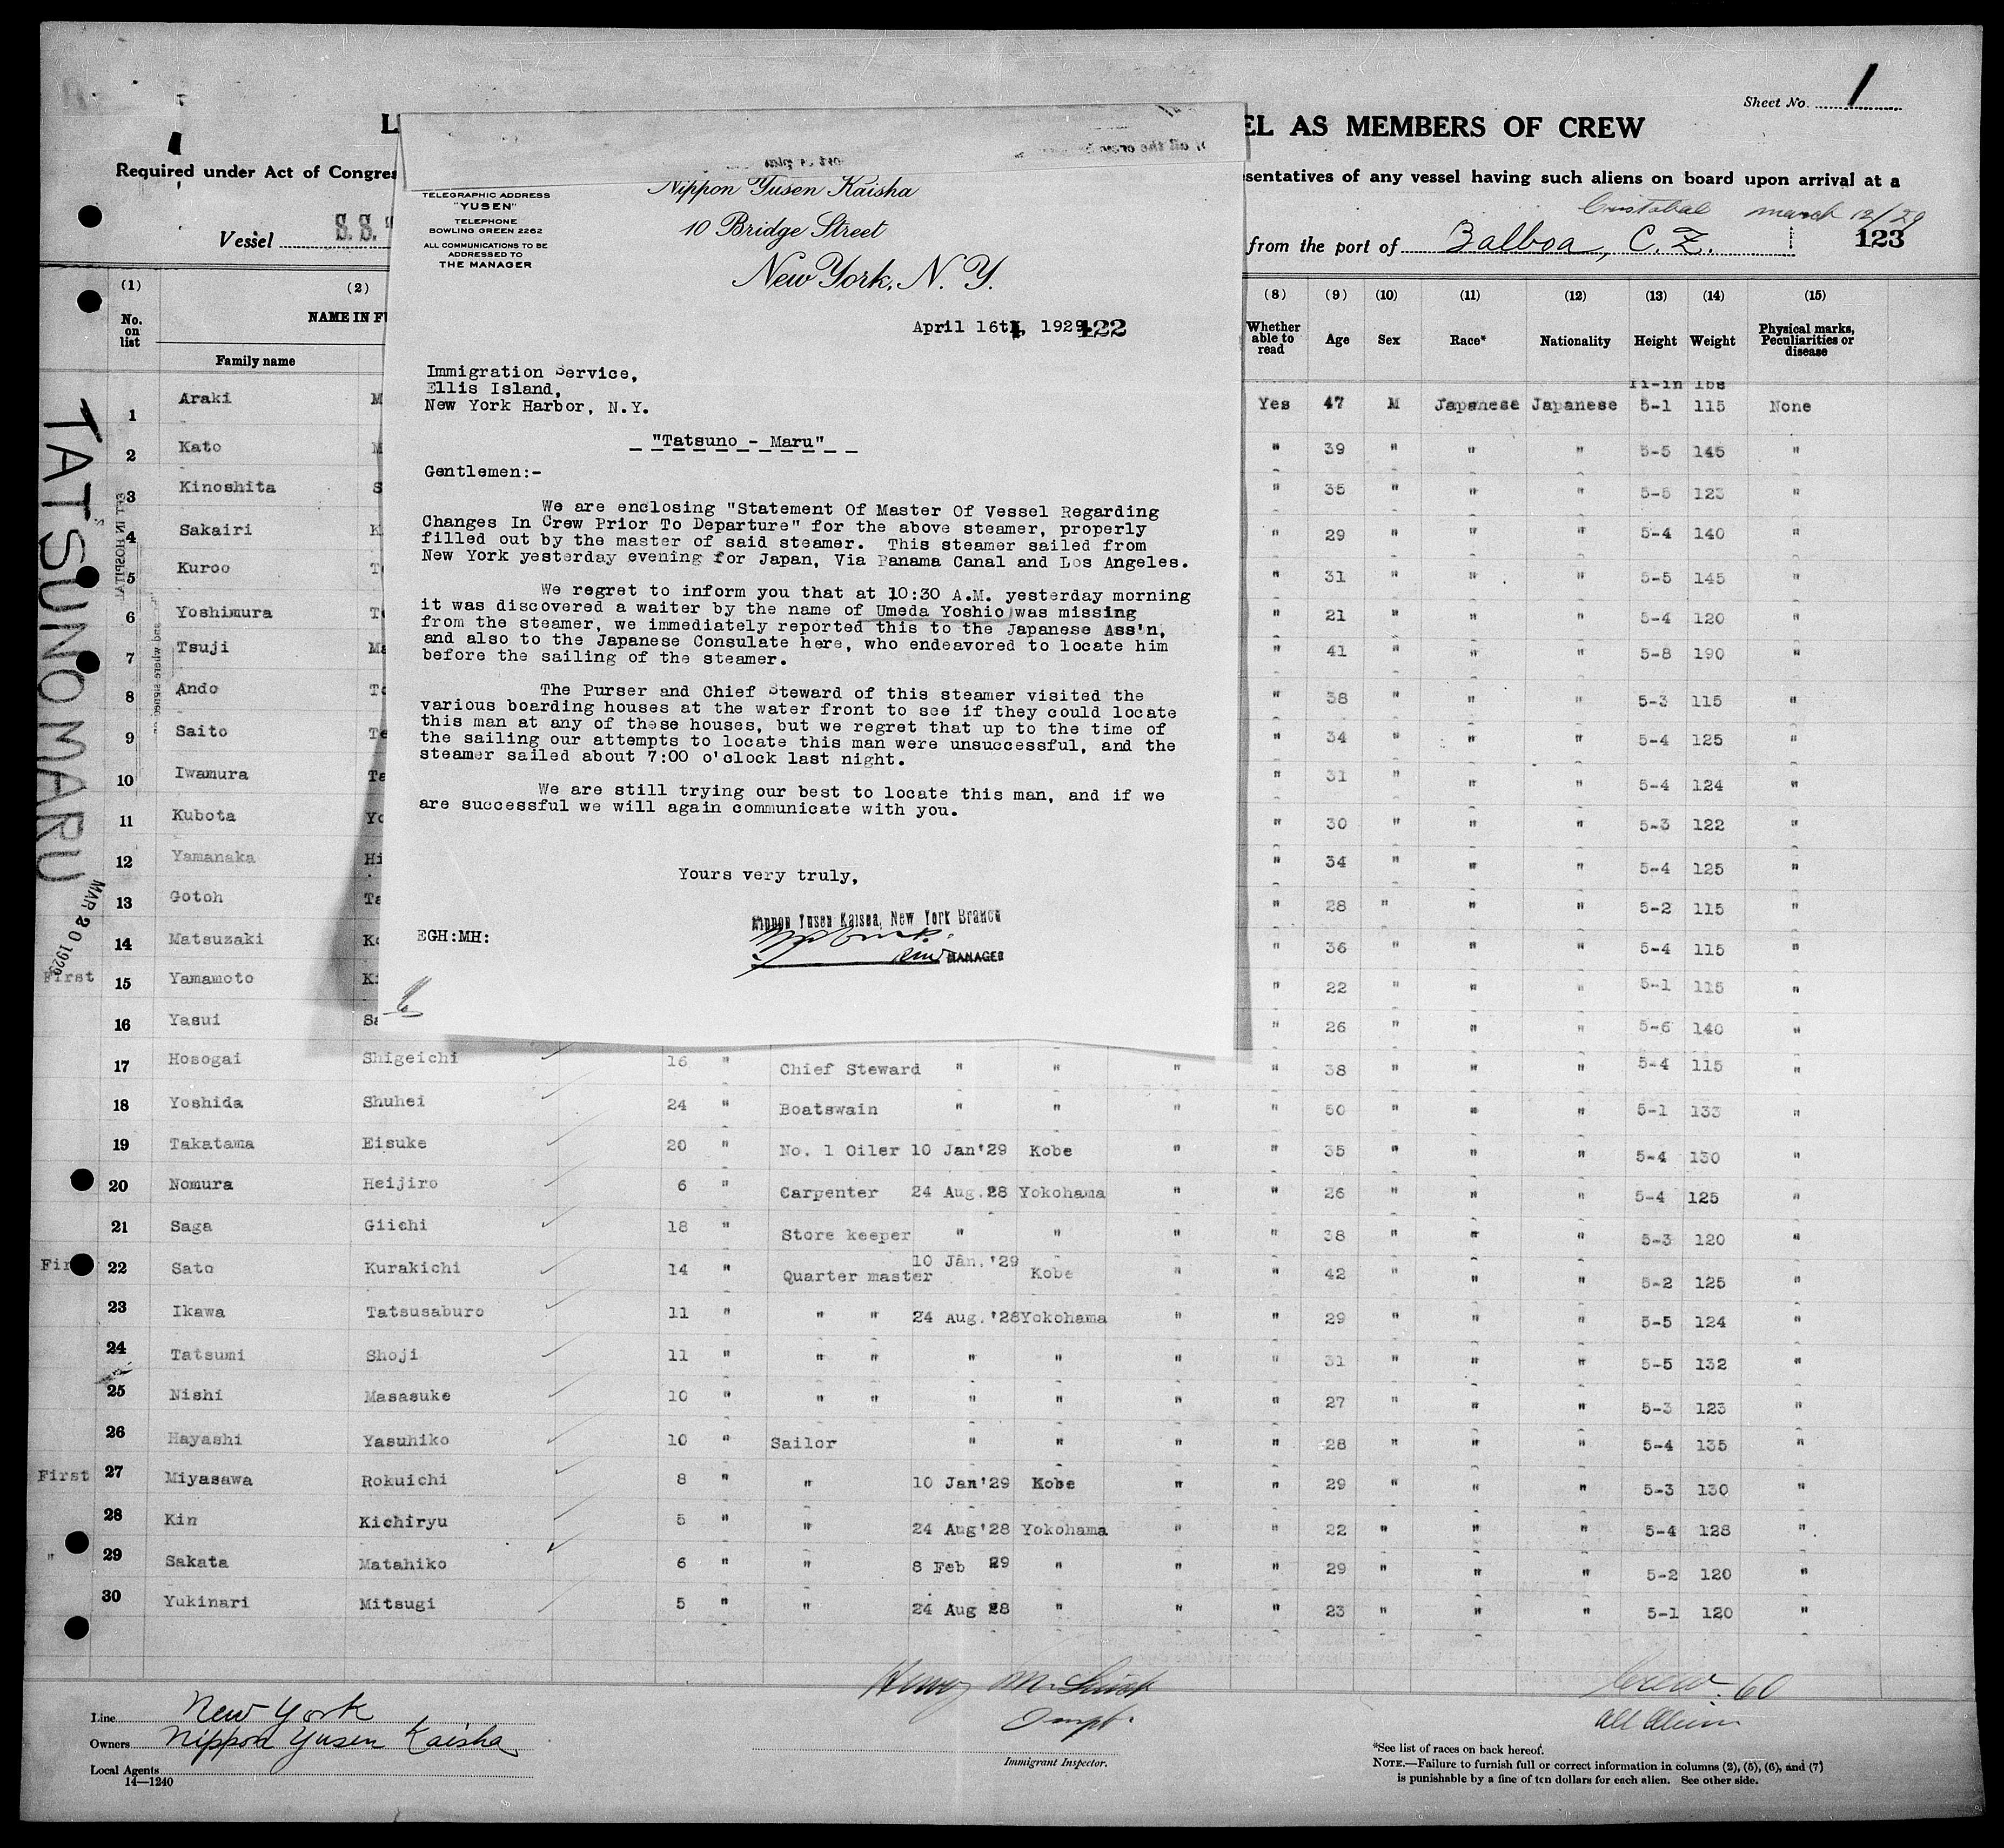 Sheet No. 1
EL AS MEMBERS OF CREW
Required under Act of Congres
sentatives of any vessel having such aliens on board upon arrival at a
Cristobal march 12/29
Vessel S. S.
from the port of Balboa, C. Z. 123
TELEGRAPHIC ADDRESS
"YUSEN"
TELEPHONE
BOWLING GREEN 2262
ALL COMMUNICATIONS TO BE
ADDRESSED TO
THE MANAGER
Nippon Yusen Kaisha
10 Bridge Street
New York, N. Y.
April 16th, 1929. 122
Immigration Service,
Ellis Island,
New York Harbor, N.Y.
"Tatsuno - Maru"
Gentlemen:-
We are enclosing "Statement Of Master Of Vessel Regarding
Changes In Crew Prior To Departure" for the above steamer, properly
filled out by the master of said steamer. This steamer sailed from
New York yesterday evening for Japan, Via Panama Canal and Los Angeles.
We regret to inform you that at 10:30 A.M. yesterday morning
it was discovered a waiter by the name of Umeda Yoshio was missing
from the steamer, we immediately reported this to the Japanese Ass'n,
and also to the Japanese Consulate here, who endeavored to locate him
before the sailing of the steamer.
The Purser and Chief Steward of this steamer visited the
various boarding houses at the water front to see if they could locate
this man at any of these houses, but we regret that up to the time of
the sailing our attempts to locate this man were unsuccessful, and the
steamer sailed about 7:00 o'clock last night.
We are still trying our best to locate this man, and if we
are successful we will again communicate with you.
Yours very truly,
Nippon Yusen Kaisha, New York Branch
EGH:MH:
MANAGER
TATSUNO MARU
MAR 20 1929
(1) (2) (8) (9) (10) (11) (12) (13) (14) (15)
No. on list NAME IN FU Whether able to read Age Sex Race* Nationality Height Weight Physical marks, Peculiarities or disease
Family name
Ft-in lbs
1 Araki M Yes 47 M Japanese Japanese 5-1 115 None
2 Kato M " 39 " " " 5-5 145 "
3 Kinoshita S " 35 " " " 5-5 123 "
4 Sakairi K " 29 " " " 5-4 140 "
5 Kuroo T " 31 " " " 5-5 145 "
6 Yoshimura T " 21 " " " 5-4 120 "
7 Tsuji Ma " 41 " " " 5-8 190 "
8 Ando To " 38 " " " 5-3 115 "
9 Saito Te " 34 " " " 5-4 125 "
10 Iwamura Ta " 31 " " " 5-4 124 "
11 Kubota Yo " 30 " " " 5-3 122 "
12 Yamanaka Hi " 34 " " " 5-4 125 "
13 Gotoh Ta " 28 " " " 5-2 115 "
14 Matsuzaki Ko " 36 " " " 5-4 115 "
First 15 Yamamoto Ki " 22 " " " 5-1 115 "
16 Yasui Sa " 26 " " " 5-6 140 "
17 Hosogai Shigeichi 16 " Chief Steward " " " " 38 " " " 5-4 115 "
18 Yoshida Shuhei 24 " Boatswain " " " " 50 " " " 5-1 133 "
19 Takatama Eisuke 20 " No. 1 Oiler 10 Jan'29 Kobe " " 35 " " " 5-4 130 "
20 Nomura Heijiro 6 " Carpenter 24 Aug.28 Yokohama " " 26 " " " 5-4 125 "
21 Saga Giichi 18 " Store keeper " " " " 38 " " " 5-3 120 "
First 22 Sato Kurakichi 14 " Quarter master 10 Jan.'29 Kobe " " 42 " " " 5-2 125 "
23 Ikawa Tatsusaburo 11 " " " 24 Aug.'28 Yokohama " " 29 " " " 5-5 124 "
24 Tatsumi Shoji 11 " " " " " " " 31 " " " 5-5 132 "
25 Nishi Masasuke 10 " " " " " " " 27 " " " 5-3 123 "
26 Hayashi Yasuhiko 10 " Sailor " " " " 28 " " " 5-4 135 "
First 27 Miyasawa Rokuichi 8 " " 10 Jan'29 Kobe " " 29 " " " 5-3 130 "
28 Kin Kichiryu 5 " " 24 Aug'28 Yokohama " " 22 " " " 5-4 128 "
" 29 Sakata Matahiko 6 " " 8 Feb 29 " " " 29 " " " 5-2 120 "
30 Yukinari Mitsugi 5 " " 24 Aug 28 " " " 23 " " " 5-1 120 "
Crew 60
All Alien
Line New York
Owners Nippon Yusen Kaisha
Local Agents
14—1240
Immigrant Inspector.
*See list of races on back hereof.
NOTE.—Failure to furnish full or correct information in columns (2), (5), (6), and (7)
is punishable by a fine of ten dollars for each alien. See other side.